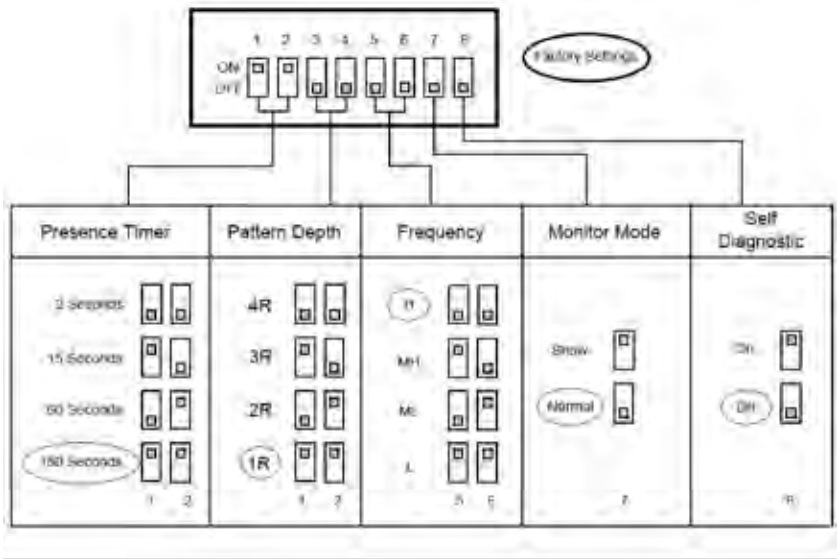 1 2 3 4 5 6 7 8
ON
OFF
Factory Settings
Presence Timer
Pattern Depth
Frequency
Monitor Mode
Self
Diagnostic
2 Seconds
4R
H
15 Seconds
3R
MH
Snow
On
60 Seconds
2R
ML
Normal
Off
180 Seconds
1R
L
1 2
1 2
5 6
7
8